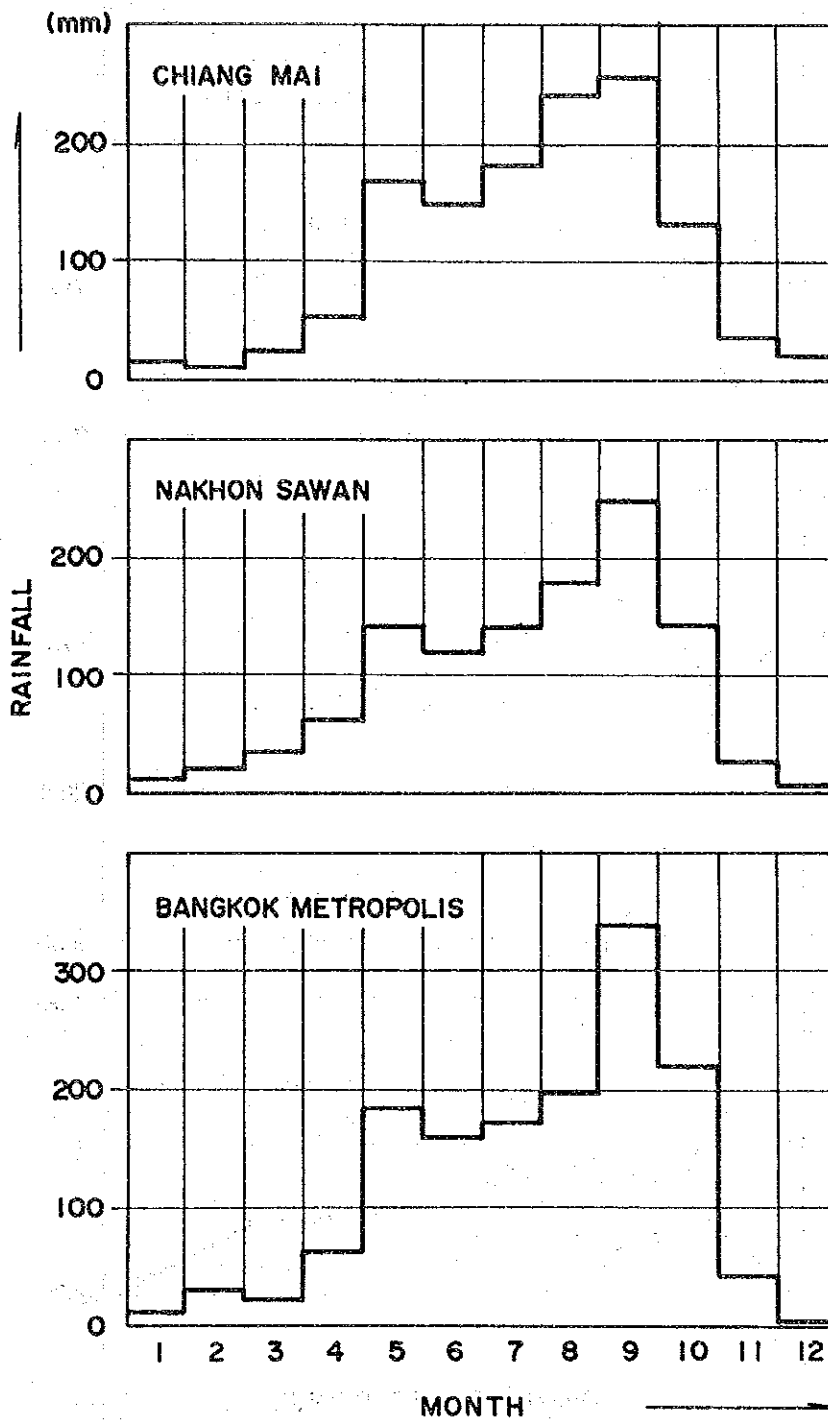 (mm)
CHIANG MAI
200
100
0
NAKHON SAWAN
200
100
0
RAINFALL
BANGKOK METROPOLIS
300
200
100
0
1 2 3 4 5 6 7 8 9 10 11 12
MONTH